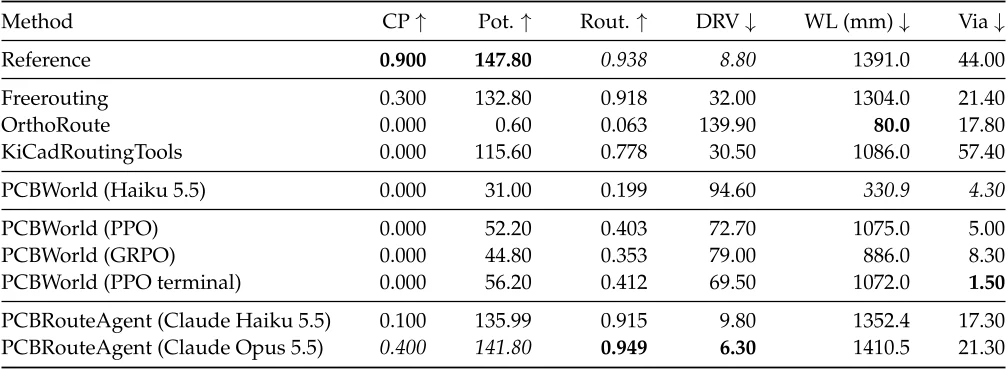 Method CP ↑ Pot. ↑ Rout. ↑ DRV ↓ WL (mm) ↓ Via ↓
Reference 0.900 147.80 0.938 8.80 1391.0 44.00
Freerouting 0.300 132.80 0.918 32.00 1304.0 21.40
OrthoRoute 0.000 0.60 0.063 139.90 80.0 17.80
KiCadRoutingTools 0.000 115.60 0.778 30.50 1086.0 57.40
PCBWorld (Haiku 5.5) 0.000 31.00 0.199 94.60 330.9 4.30
PCBWorld (PPO) 0.000 52.20 0.403 72.70 1075.0 5.00
PCBWorld (GRPO) 0.000 44.80 0.353 79.00 886.0 8.30
PCBWorld (PPO terminal) 0.000 56.20 0.412 69.50 1072.0 1.50
PCBRouteAgent (Claude Haiku 5.5) 0.100 135.99 0.915 9.80 1352.4 17.30
PCBRouteAgent (Claude Opus 5.5) 0.400 141.80 0.949 6.30 1410.5 21.30